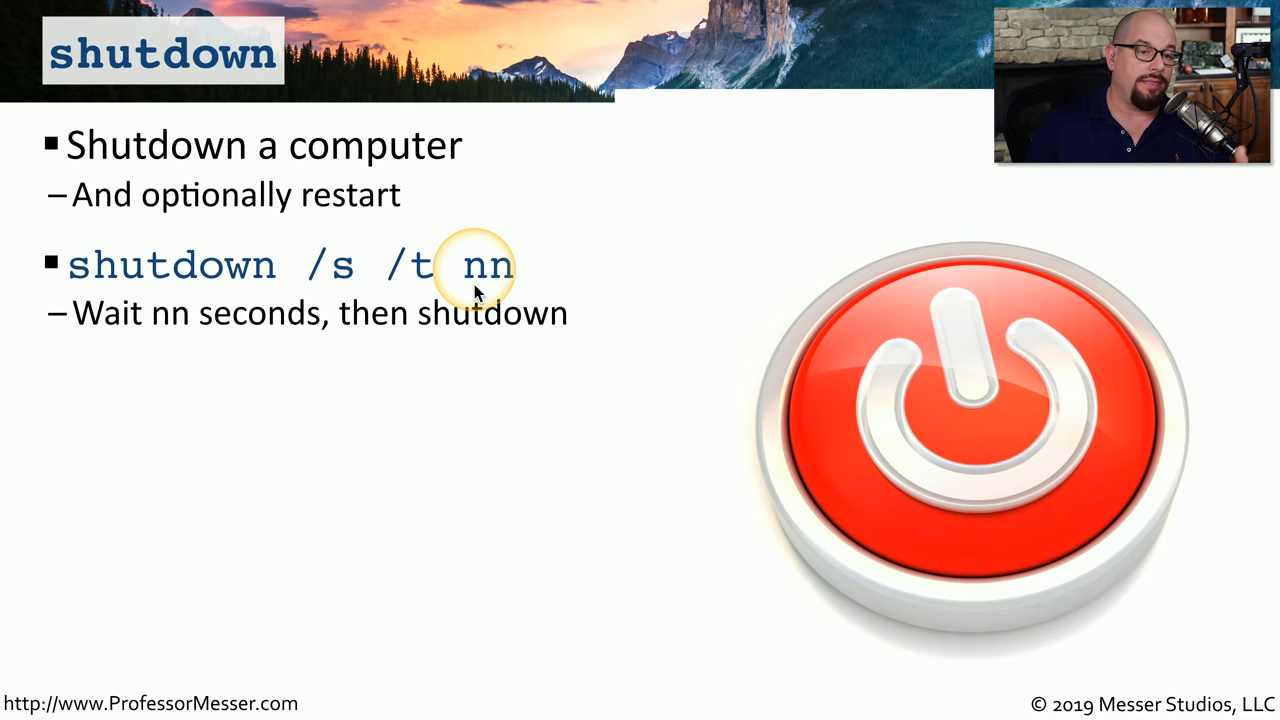 shutdown
▪ Shutdown a computer
– And optionally restart
▪ shutdown /s /t nn
– Wait nn seconds, then shutdown
http://www.ProfessorMesser.com
© 2019 Messer Studios, LLC